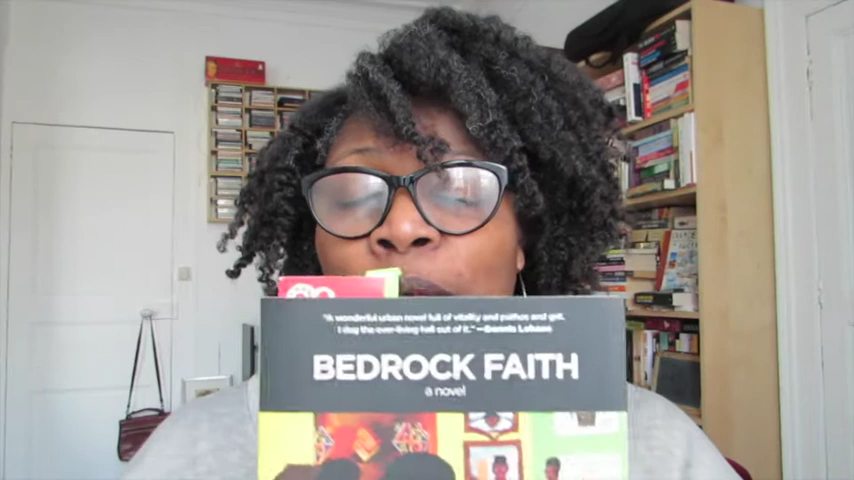 "A wonderful urban novel full of vitality and pathos and grit.
I dug the ever-living hell out of it." —Dennis Lehane
BEDROCK FAITH
a novel